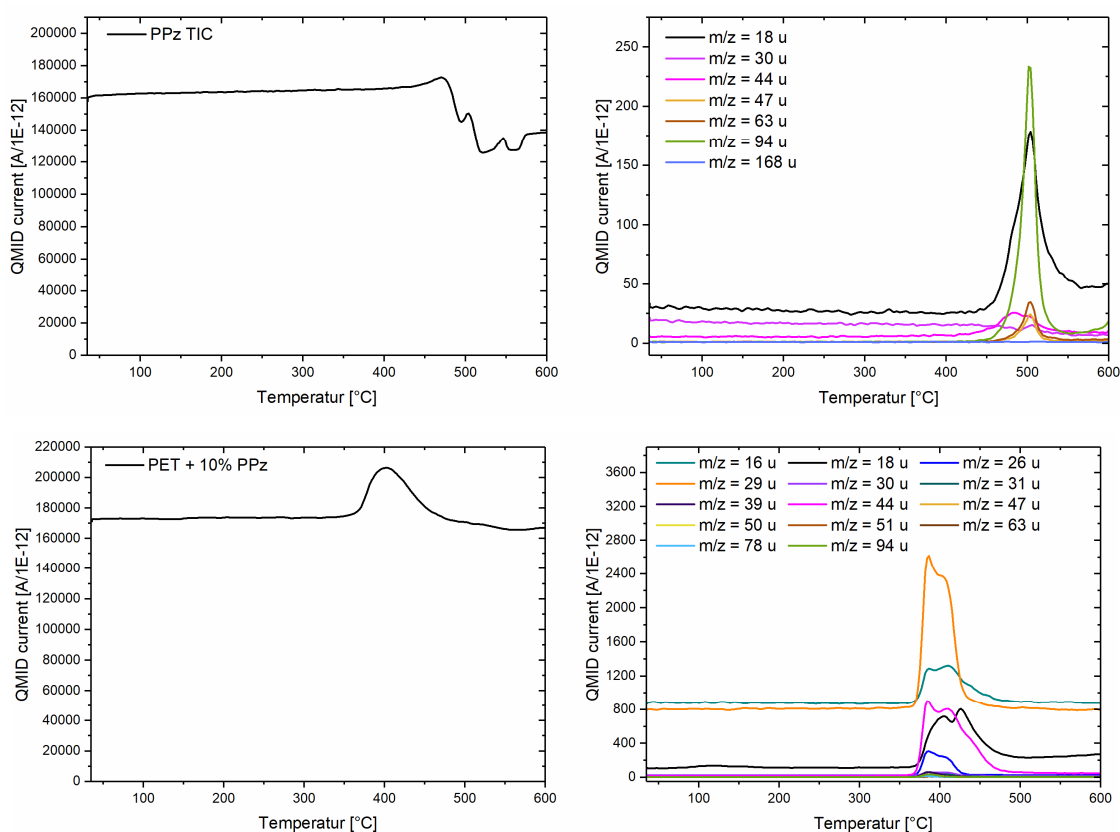 PPz TIC
QMID current [A/1E-12]
200000
180000
160000
140000
120000
100000
80000
60000
40000
20000
0
100 200 300 400 500 600
Temperatur [°C]
m/z = 18 u
m/z = 30 u
m/z = 44 u
m/z = 47 u
m/z = 63 u
m/z = 94 u
m/z = 168 u
QMID current [A/1E-12]
250
200
150
100
50
0
100 200 300 400 500 600
Temperatur [°C]
PET + 10% PPz
QMID current [A/1E-12]
220000
200000
180000
160000
140000
120000
100000
80000
60000
40000
20000
0
100 200 300 400 500 600
Temperatur [°C]
m/z = 16 u m/z = 18 u m/z = 26 u
m/z = 29 u m/z = 30 u m/z = 31 u
m/z = 39 u m/z = 44 u m/z = 47 u
m/z = 50 u m/z = 51 u m/z = 63 u
m/z = 78 u m/z = 94 u
QMID current [A/1E-12]
3600
3000
2400
1800
1200
800
400
0
100 200 300 400 500 600
Temperatur [°C]